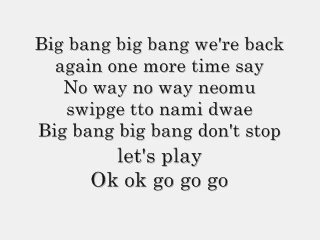 Big bang big bang we're back
again one more time say
No way no way neomu
swipge tto nami dwae
Big bang big bang don't stop
let's play
Ok ok go go go